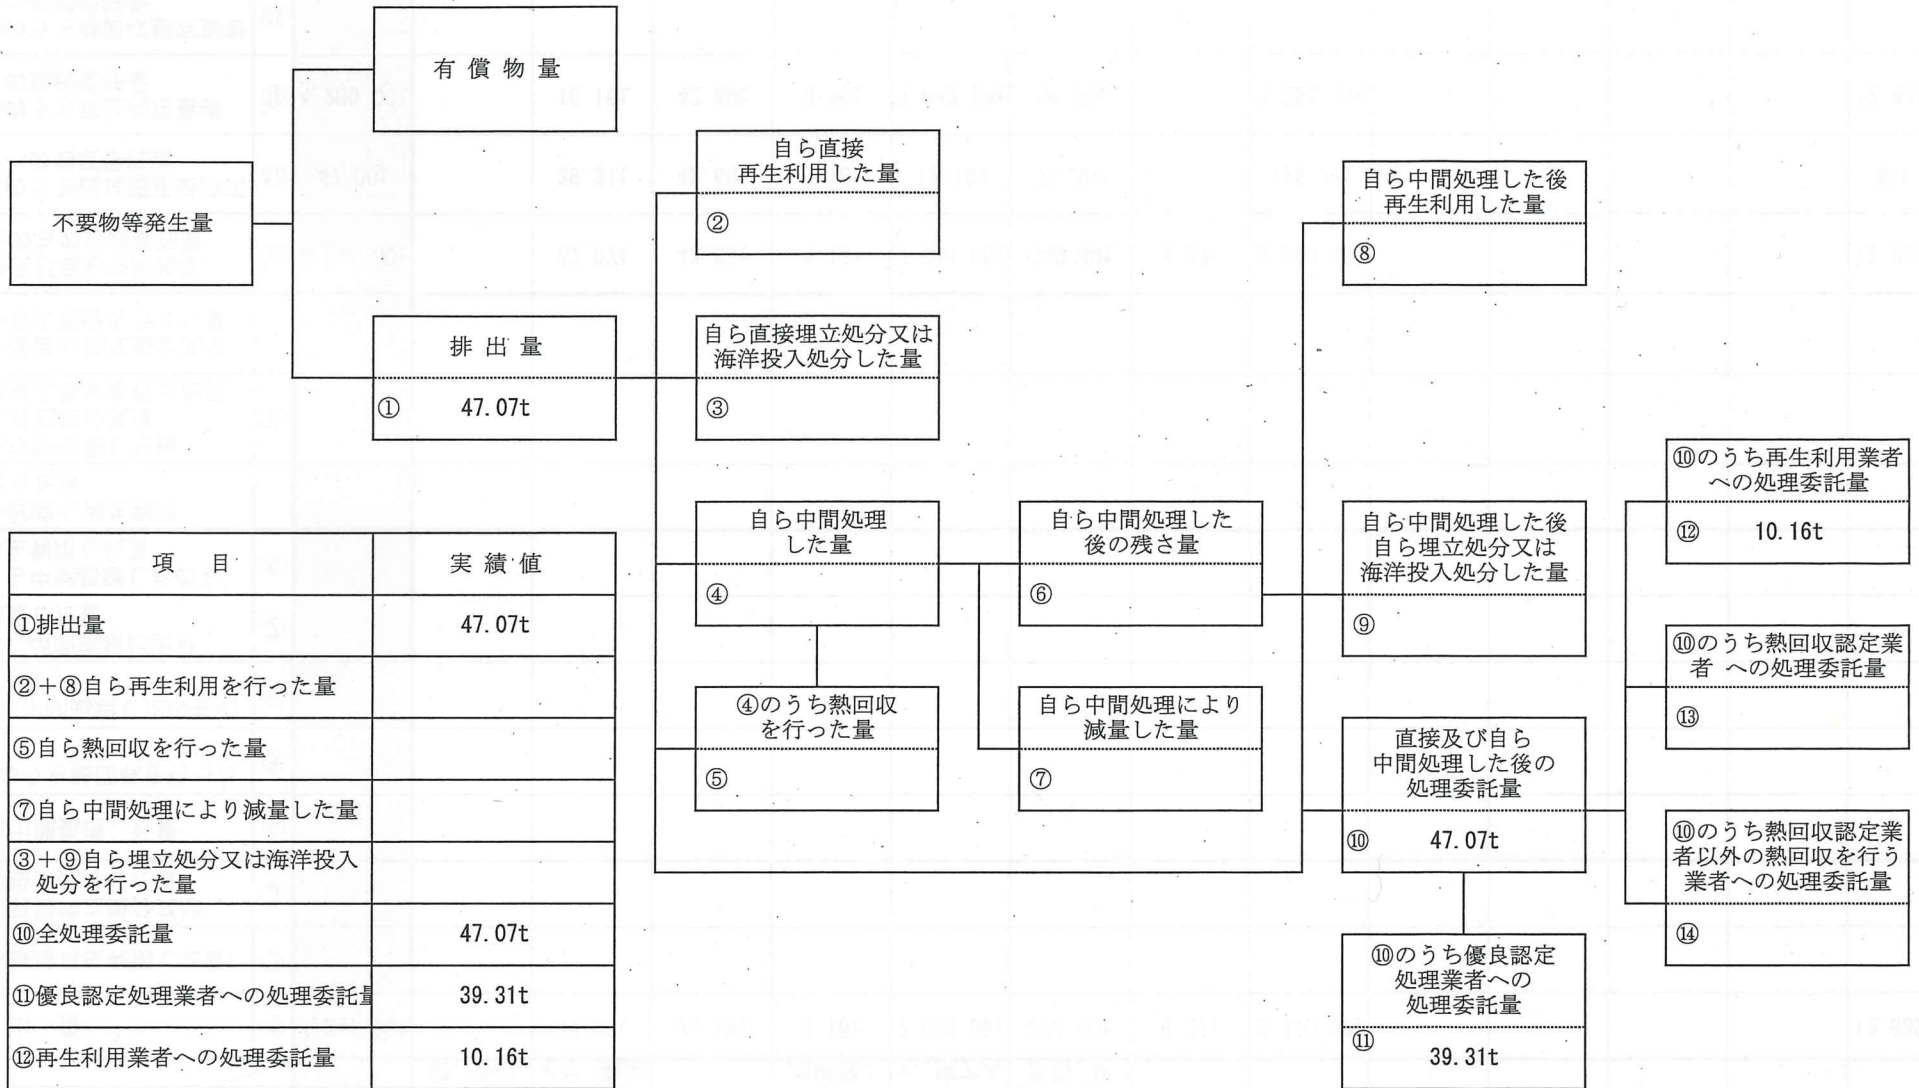 有償物量
不要物等発生量
排出量
① 47.07t
自ら直接
再生利用した量
②
自ら直接埋立処分又は
海洋投入処分した量
③
自ら中間処理
した量
④
④のうち熱回収
を行った量
⑤
自ら中間処理した
後の残さ量
⑥
自ら中間処理により
減量した量
⑦
自ら中間処理した後
再生利用した量
⑧
自ら中間処理した後
自ら埋立処分又は
海洋投入処分した量
⑨
直接及び自ら
中間処理した後の
処理委託量
⑩ 47.07t
⑩のうち優良認定
処理業者への
処理委託量
⑪ 39.31t
⑩のうち再生利用業者
への処理委託量
⑫ 10.16t
⑩のうち熱回収認定業
者 への処理委託量
⑬
⑩のうち熱回収認定業
者以外の熱回収を行う
業者への処理委託量
⑭
項目 実績値
①排出量 47.07t
②+⑧自ら再生利用を行った量
⑤自ら熱回収を行った量
⑦自ら中間処理により減量した量
③+⑨自ら埋立処分又は海洋投入
処分を行った量
⑩全処理委託量 47.07t
⑪優良認定処理業者への処理委託量 39.31t
⑫再生利用業者への処理委託量 10.16t